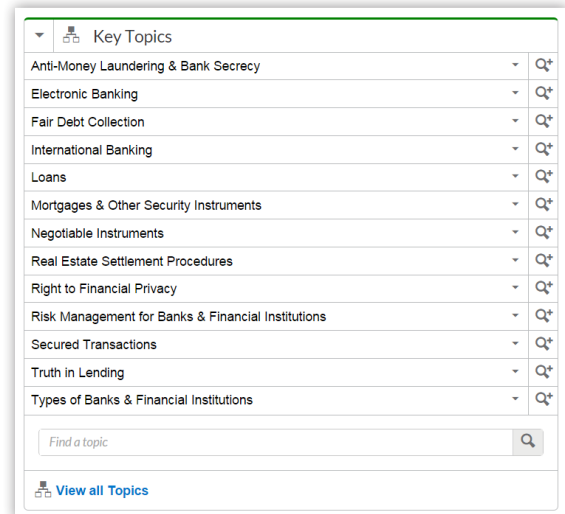 Key Topics
Anti-Money Laundering & Bank Secrecy
Electronic Banking
Fair Debt Collection
International Banking
Loans
Mortgages & Other Security Instruments
Negotiable Instruments
Real Estate Settlement Procedures
Right to Financial Privacy
Risk Management for Banks & Financial Institutions
Secured Transactions
Truth in Lending
Types of Banks & Financial Institutions
Find a topic
View all Topics